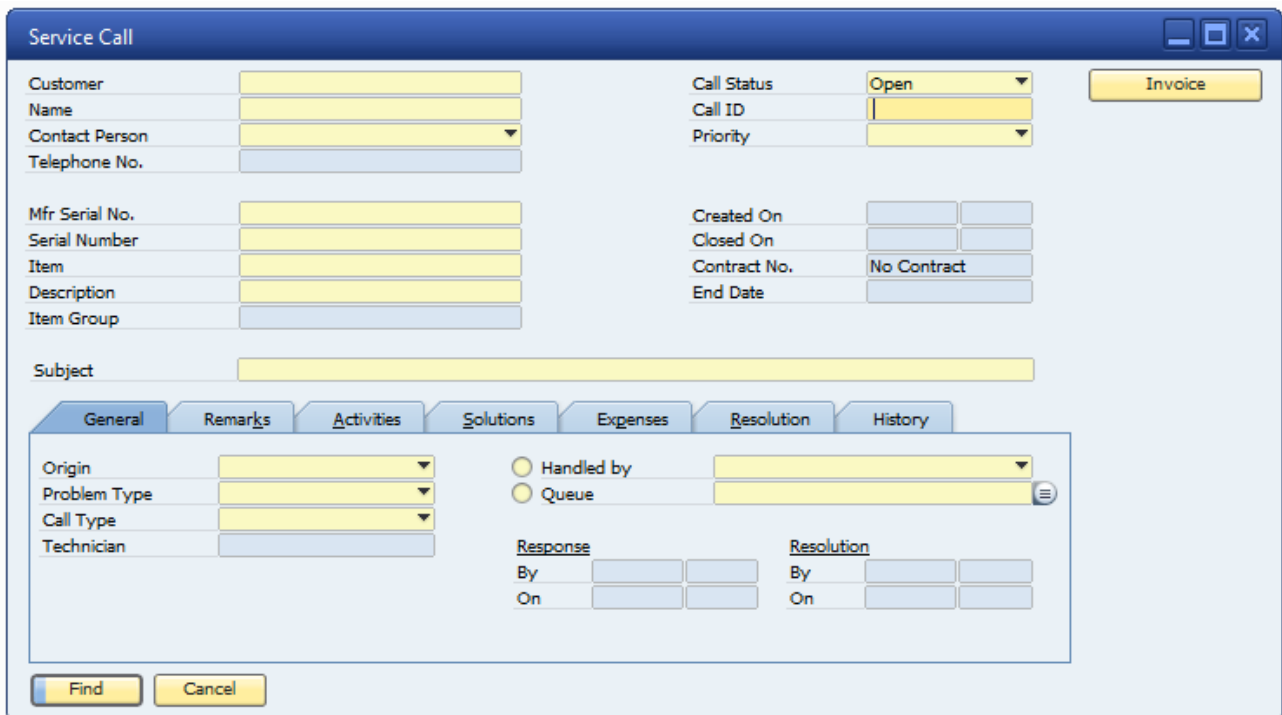 Service Call
Customer
Name
Contact Person
Telephone No.
Call Status Open
Call ID
Priority
Invoice
Mfr Serial No.
Serial Number
Item
Description
Item Group
Created On
Closed On
Contract No. No Contract
End Date
Subject
General Remarks Activities Solutions Expenses Resolution History
Origin
Problem Type
Call Type
Technician
Handled by
Queue
Response
By
On
Resolution
By
On
Find Cancel